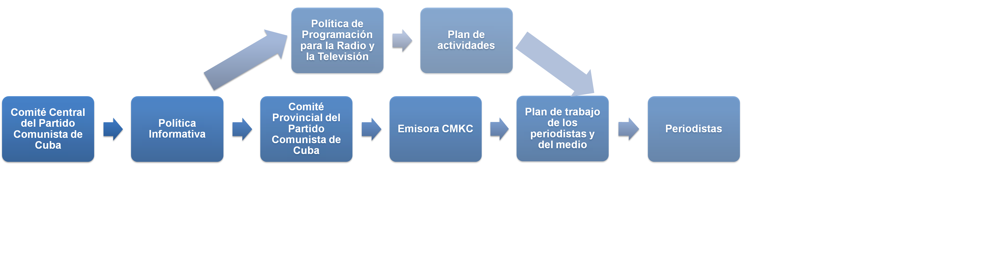 Política de
Programación
para la Radio y
la Televisión
Plan de
actividades
Comité Central
del Partido
Comunista de
Cuba
Política
Informativa
Comité
Provincial del
Partido
Comunista de
Cuba
Emisora CMKC
Plan de trabajo
de los
periodistas y
del medio
Periodistas